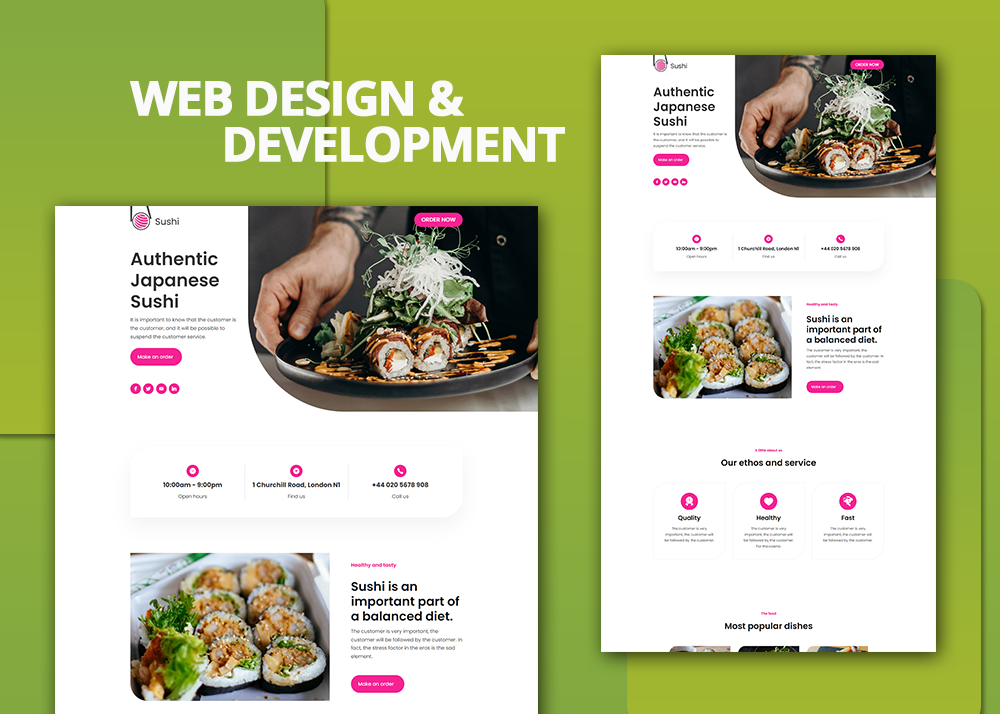 WEB DESIGN &
DEVELOPMENT
Sushi
ORDER NOW
Authentic
Japanese
Sushi
It is important to know that the customer is
the customer, and it will be possible to
suspend the customer service.
Make an order
10:00am - 9:00pm
Open hours
1 Churchill Road, London N1
Find us
+44 020 5678 908
Call us
Healthy and tasty
Sushi is an
important part of
a balanced diet.
The customer is very important, the
customer will be followed by the customer. In
fact, the stress factor in the eros is the sad
element.
Make an order
Sushi
ORDER NOW
Authentic
Japanese
Sushi
It is important to know that the customer is
the customer, and it will be possible to
suspend the customer service.
Make an order
10:00am - 9:00pm
Open hours
1 Churchill Road, London N1
Find us
+44 020 5678 908
Call us
Healthy and tasty
Sushi is an
important part of
a balanced diet.
The customer is very important, the
customer will be followed by the customer. In
fact, the stress factor in the eros is the sad
element.
Make an order
A little about us
Our ethos and service
Quality
The customer is very
important, the customer will
be followed by the customer.
Healthy
The customer is very
important, the customer will
be followed by the customer.
For the cosmo
Fast
The customer is very
important, the customer will
be followed by the customer.
The food
Most popular dishes